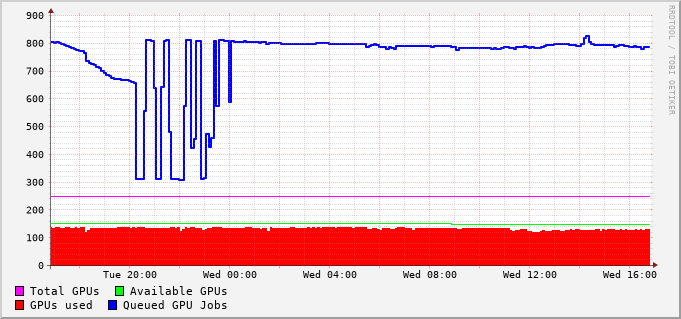 900
800
700
600
500
400
300
200
100
0
Tue 20:00 Wed 00:00 Wed 04:00 Wed 08:00 Wed 12:00 Wed 16:00
Total GPUs Available GPUs
GPUs used Queued GPU Jobs
RRDTOOL / TOBI OETIKER